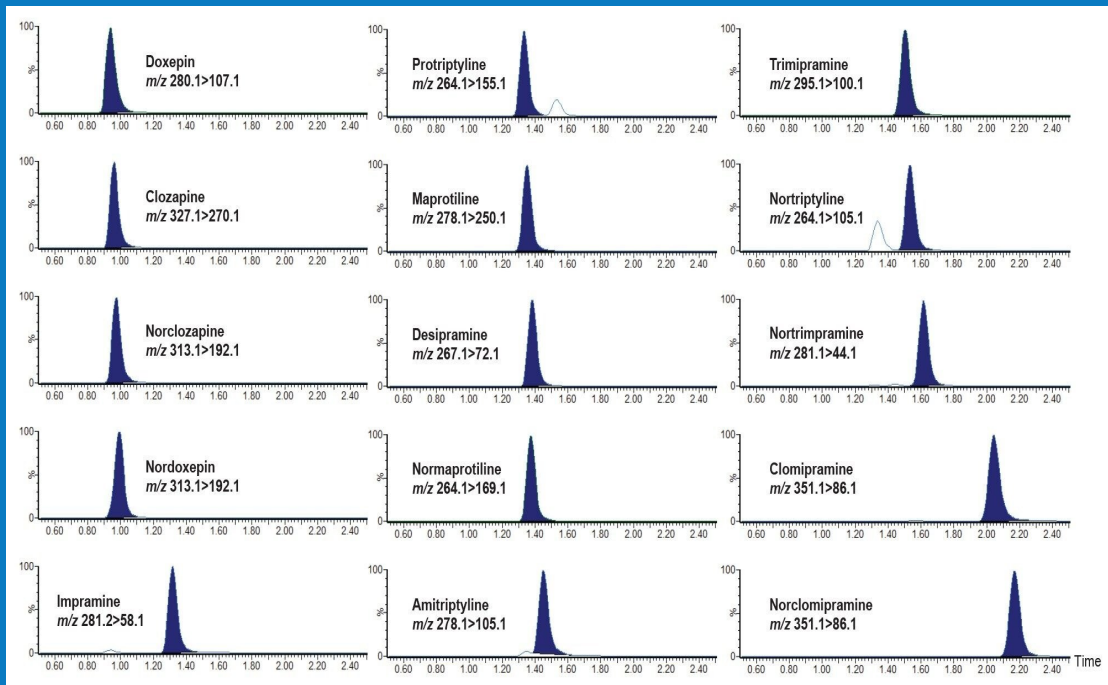 100
%
0
Doxepin
m/z 280.1>107.1
0.60 0.80 1.00 1.20 1.40 1.60 1.80 2.00 2.20 2.40
100
%
0
Protriptyline
m/z 264.1>155.1
0.60 0.80 1.00 1.20 1.40 1.60 1.80 2.00 2.20 2.40
100
%
0
Trimipramine
m/z 295.1>100.1
0.60 0.80 1.00 1.20 1.40 1.60 1.80 2.00 2.20 2.40
100
%
0
Clozapine
m/z 327.1>270.1
0.60 0.80 1.00 1.20 1.40 1.60 1.80 2.00 2.20 2.40
100
%
0
Maprotiline
m/z 278.1>250.1
0.60 0.80 1.00 1.20 1.40 1.60 1.80 2.00 2.20 2.40
100
%
0
Nortriptyline
m/z 264.1>105.1
0.60 0.80 1.00 1.20 1.40 1.60 1.80 2.00 2.20 2.40
100
%
0
Norclozapine
m/z 313.1>192.1
0.60 0.80 1.00 1.20 1.40 1.60 1.80 2.00 2.20 2.40
100
%
0
Desipramine
m/z 267.1>72.1
0.60 0.80 1.00 1.20 1.40 1.60 1.80 2.00 2.20 2.40
100
%
0
Nortrimpramine
m/z 281.1>44.1
0.60 0.80 1.00 1.20 1.40 1.60 1.80 2.00 2.20 2.40
100
%
0
Nordoxepin
m/z 313.1>192.1
0.60 0.80 1.00 1.20 1.40 1.60 1.80 2.00 2.20 2.40
100
%
0
Normaprotiline
m/z 264.1>169.1
0.60 0.80 1.00 1.20 1.40 1.60 1.80 2.00 2.20 2.40
100
%
0
Clomipramine
m/z 351.1>86.1
0.60 0.80 1.00 1.20 1.40 1.60 1.80 2.00 2.20 2.40
100
%
0
Impramine
m/z 281.2>58.1
0.60 0.80 1.00 1.20 1.40 1.60 1.80 2.00 2.20 2.40
100
%
0
Amitriptyline
m/z 278.1>105.1
0.60 0.80 1.00 1.20 1.40 1.60 1.80 2.00 2.20 2.40
100
%
0
Norclomipramine
m/z 351.1>86.1
0.60 0.80 1.00 1.20 1.40 1.60 1.80 2.00 2.20 2.40
Time